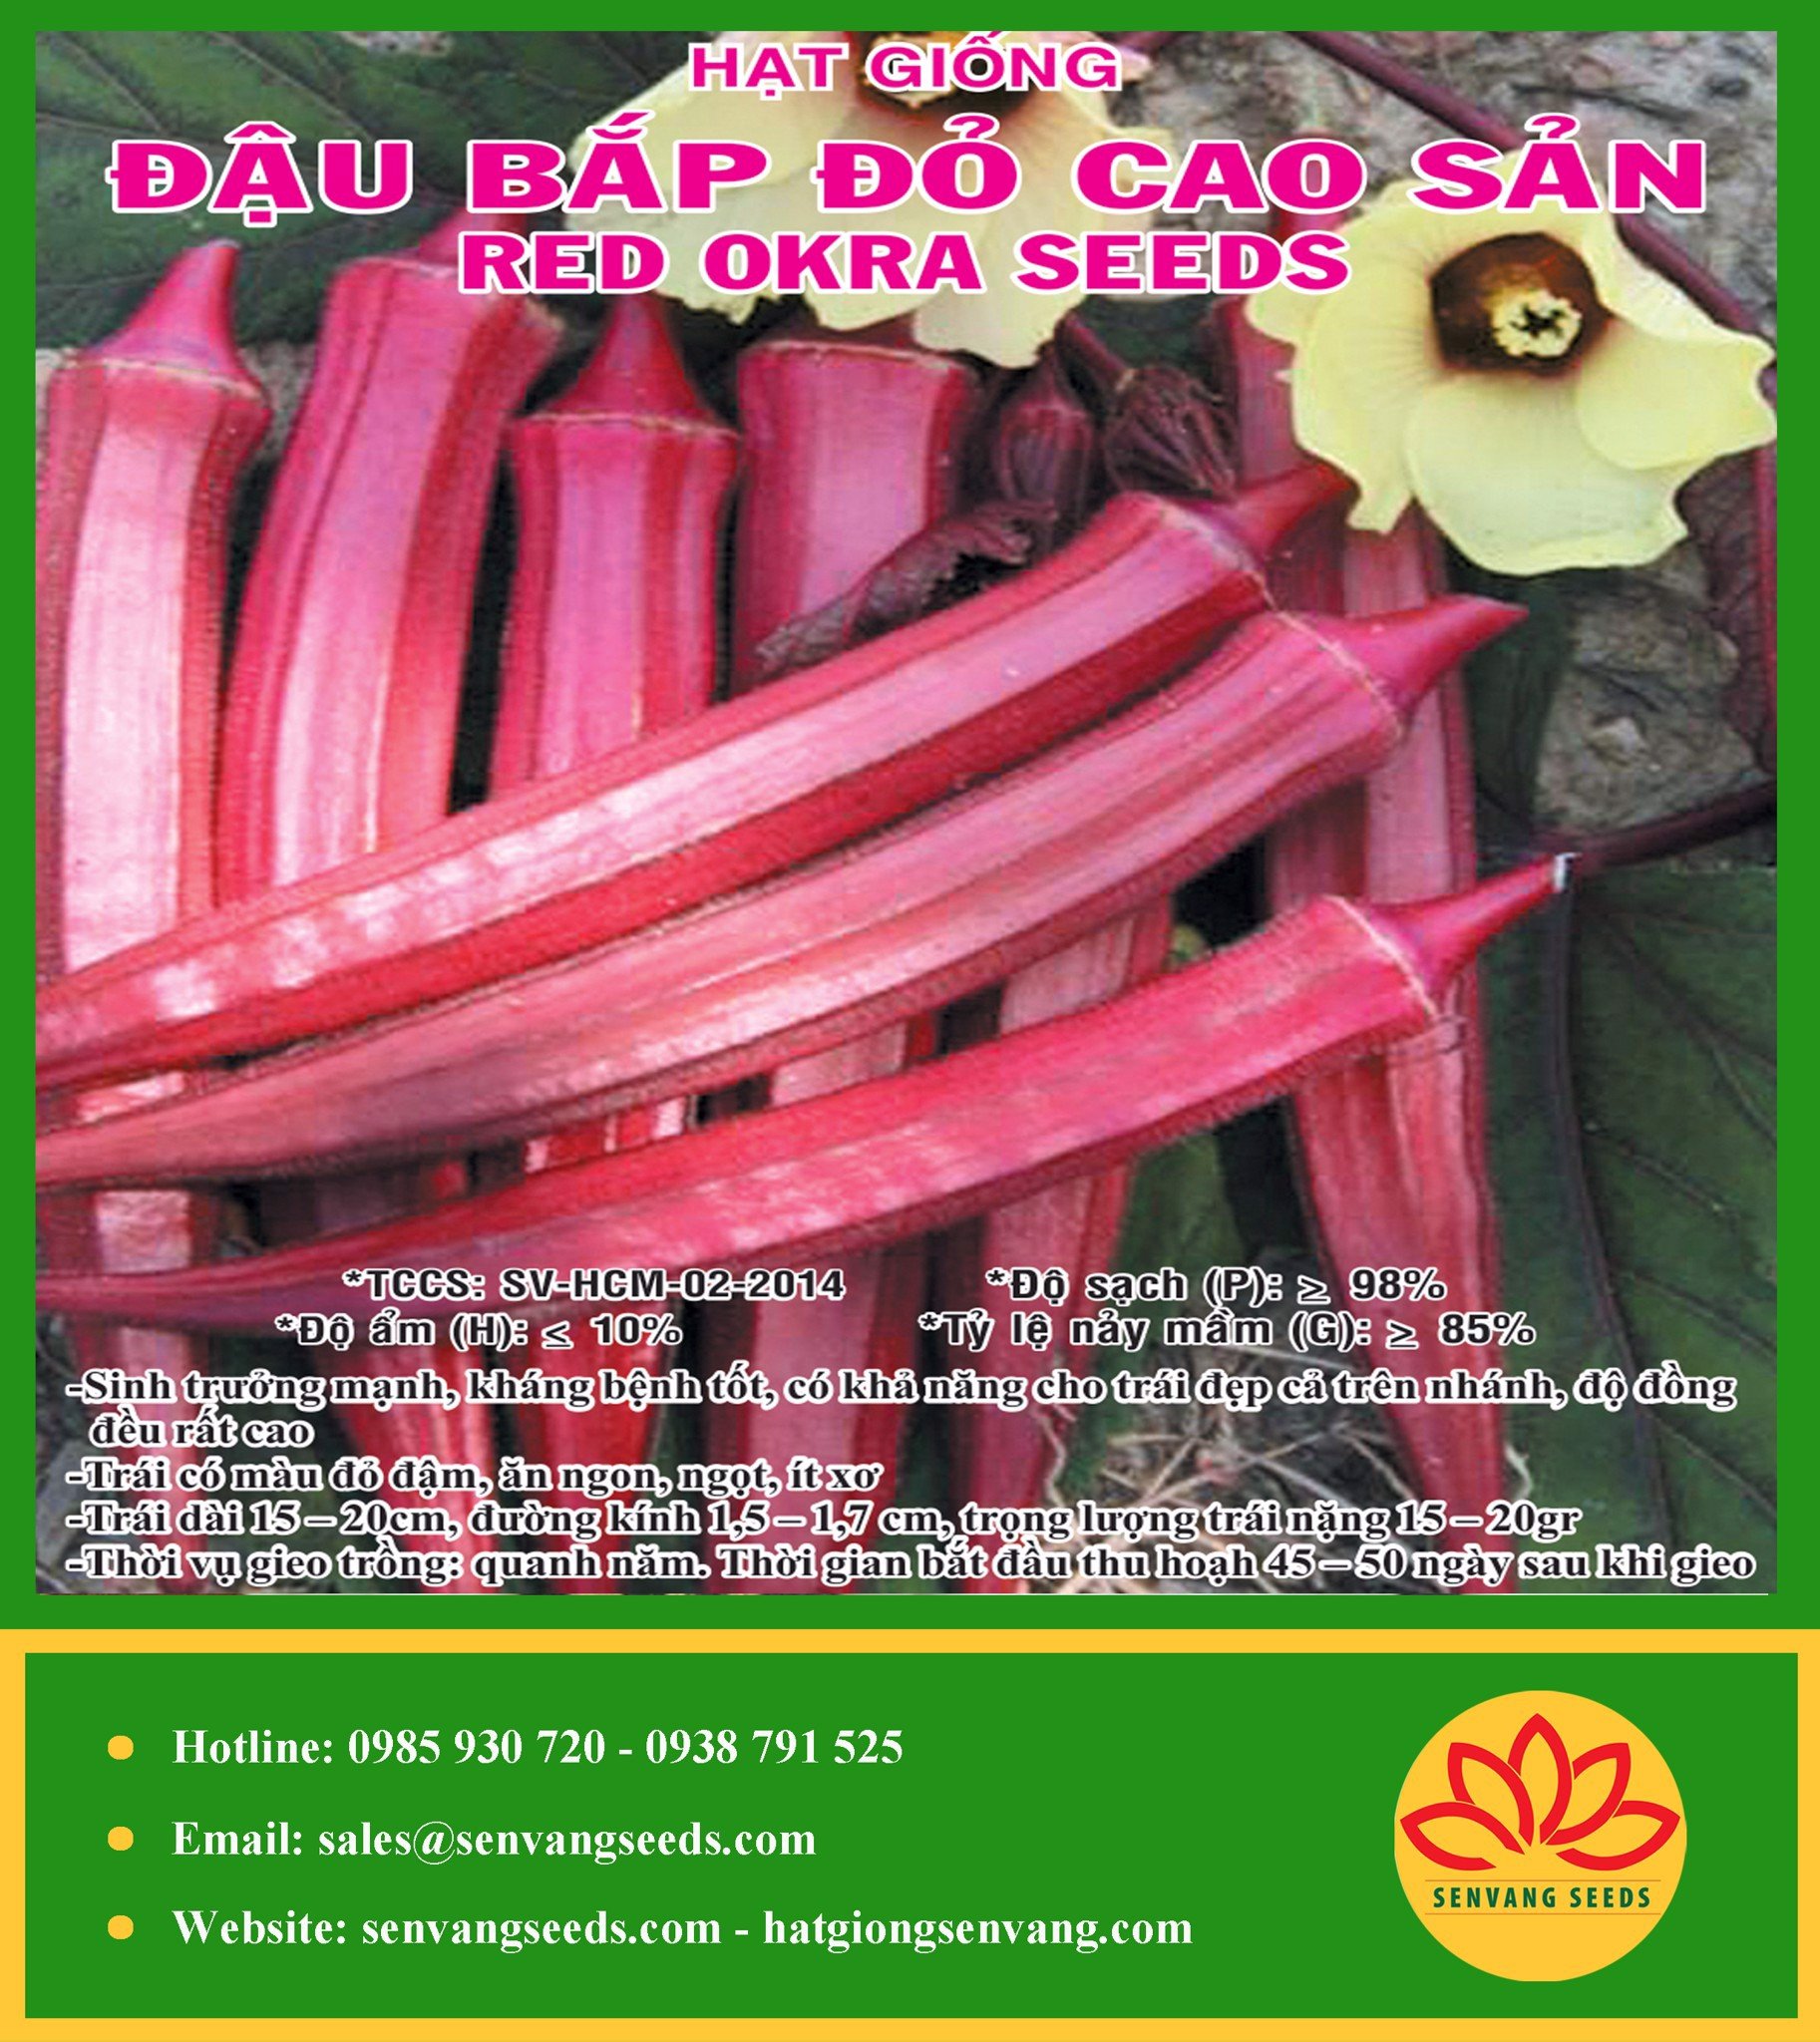 HẠT GIỐNG
ĐẬU BẮP ĐỎ CAO SẢN
RED OKRA SEEDS
*TCCS: SV-HCM-02-2014 *Độ sạch (P): ≥ 98%
*Độ ẩm (H): ≤ 10% *Tỷ lệ nảy mầm (G): ≥ 85%
-Sinh trưởng mạnh, kháng bệnh tốt, có khả năng cho trái đẹp cả trên nhánh, độ đồng
đều rất cao
-Trái có màu đỏ đậm, ăn ngon, ngọt, ít xơ
-Trái dài 15 – 20cm, đường kính 1,5 – 1,7 cm, trọng lượng trái nặng 15 – 20gr
-Thời vụ gieo trồng: quanh năm. Thời gian bắt đầu thu hoạh 45 – 50 ngày sau khi gieo
Hotline: 0985 930 720 - 0938 791 525
Email: sales@senvangseeds.com
Website: senvangseeds.com - hatgiongsenvang.com
SENVANG SEEDS